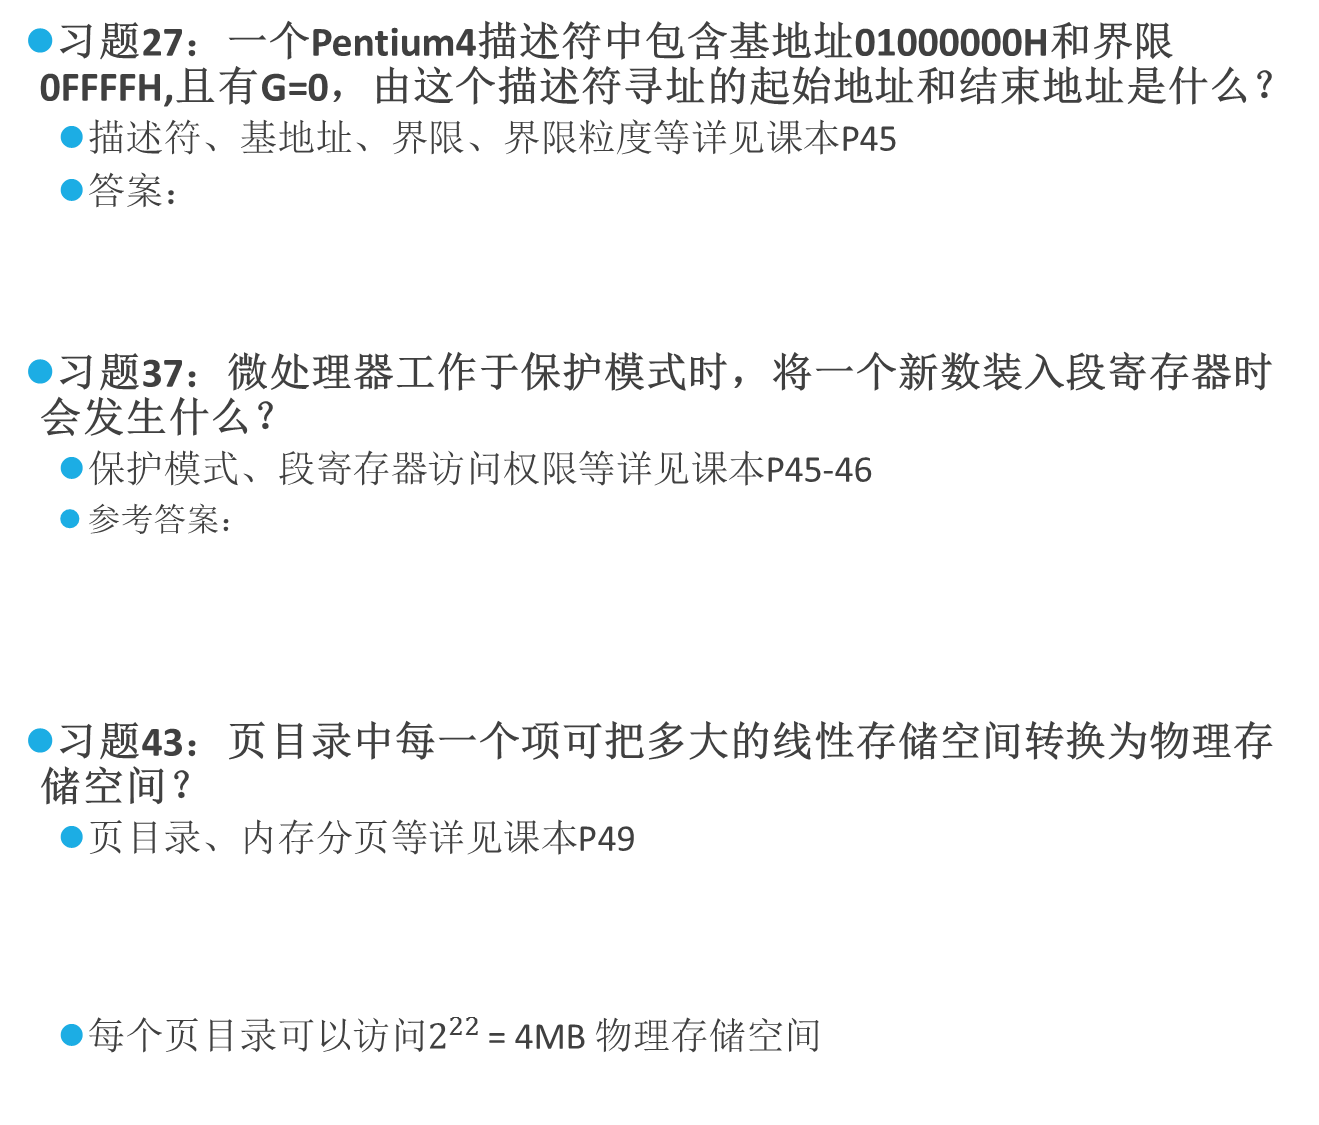 习题27：一个Pentium4描述符中包含基地址01000000H和界限
0FFFFH,且有G=0，由这个描述符寻址的起始地址和结束地址是什么？
描述符、基地址、界限、界限粒度等详见课本P45
答案：
习题37：微处理器工作于保护模式时，将一个新数装入段寄存器时
会发生什么？
保护模式、段寄存器访问权限等详见课本P45-46
参考答案：
习题43：页目录中每一个项可把多大的线性存储空间转换为物理存
储空间？
页目录、内存分页等详见课本P49
每个页目录可以访问2²² = 4MB 物理存储空间